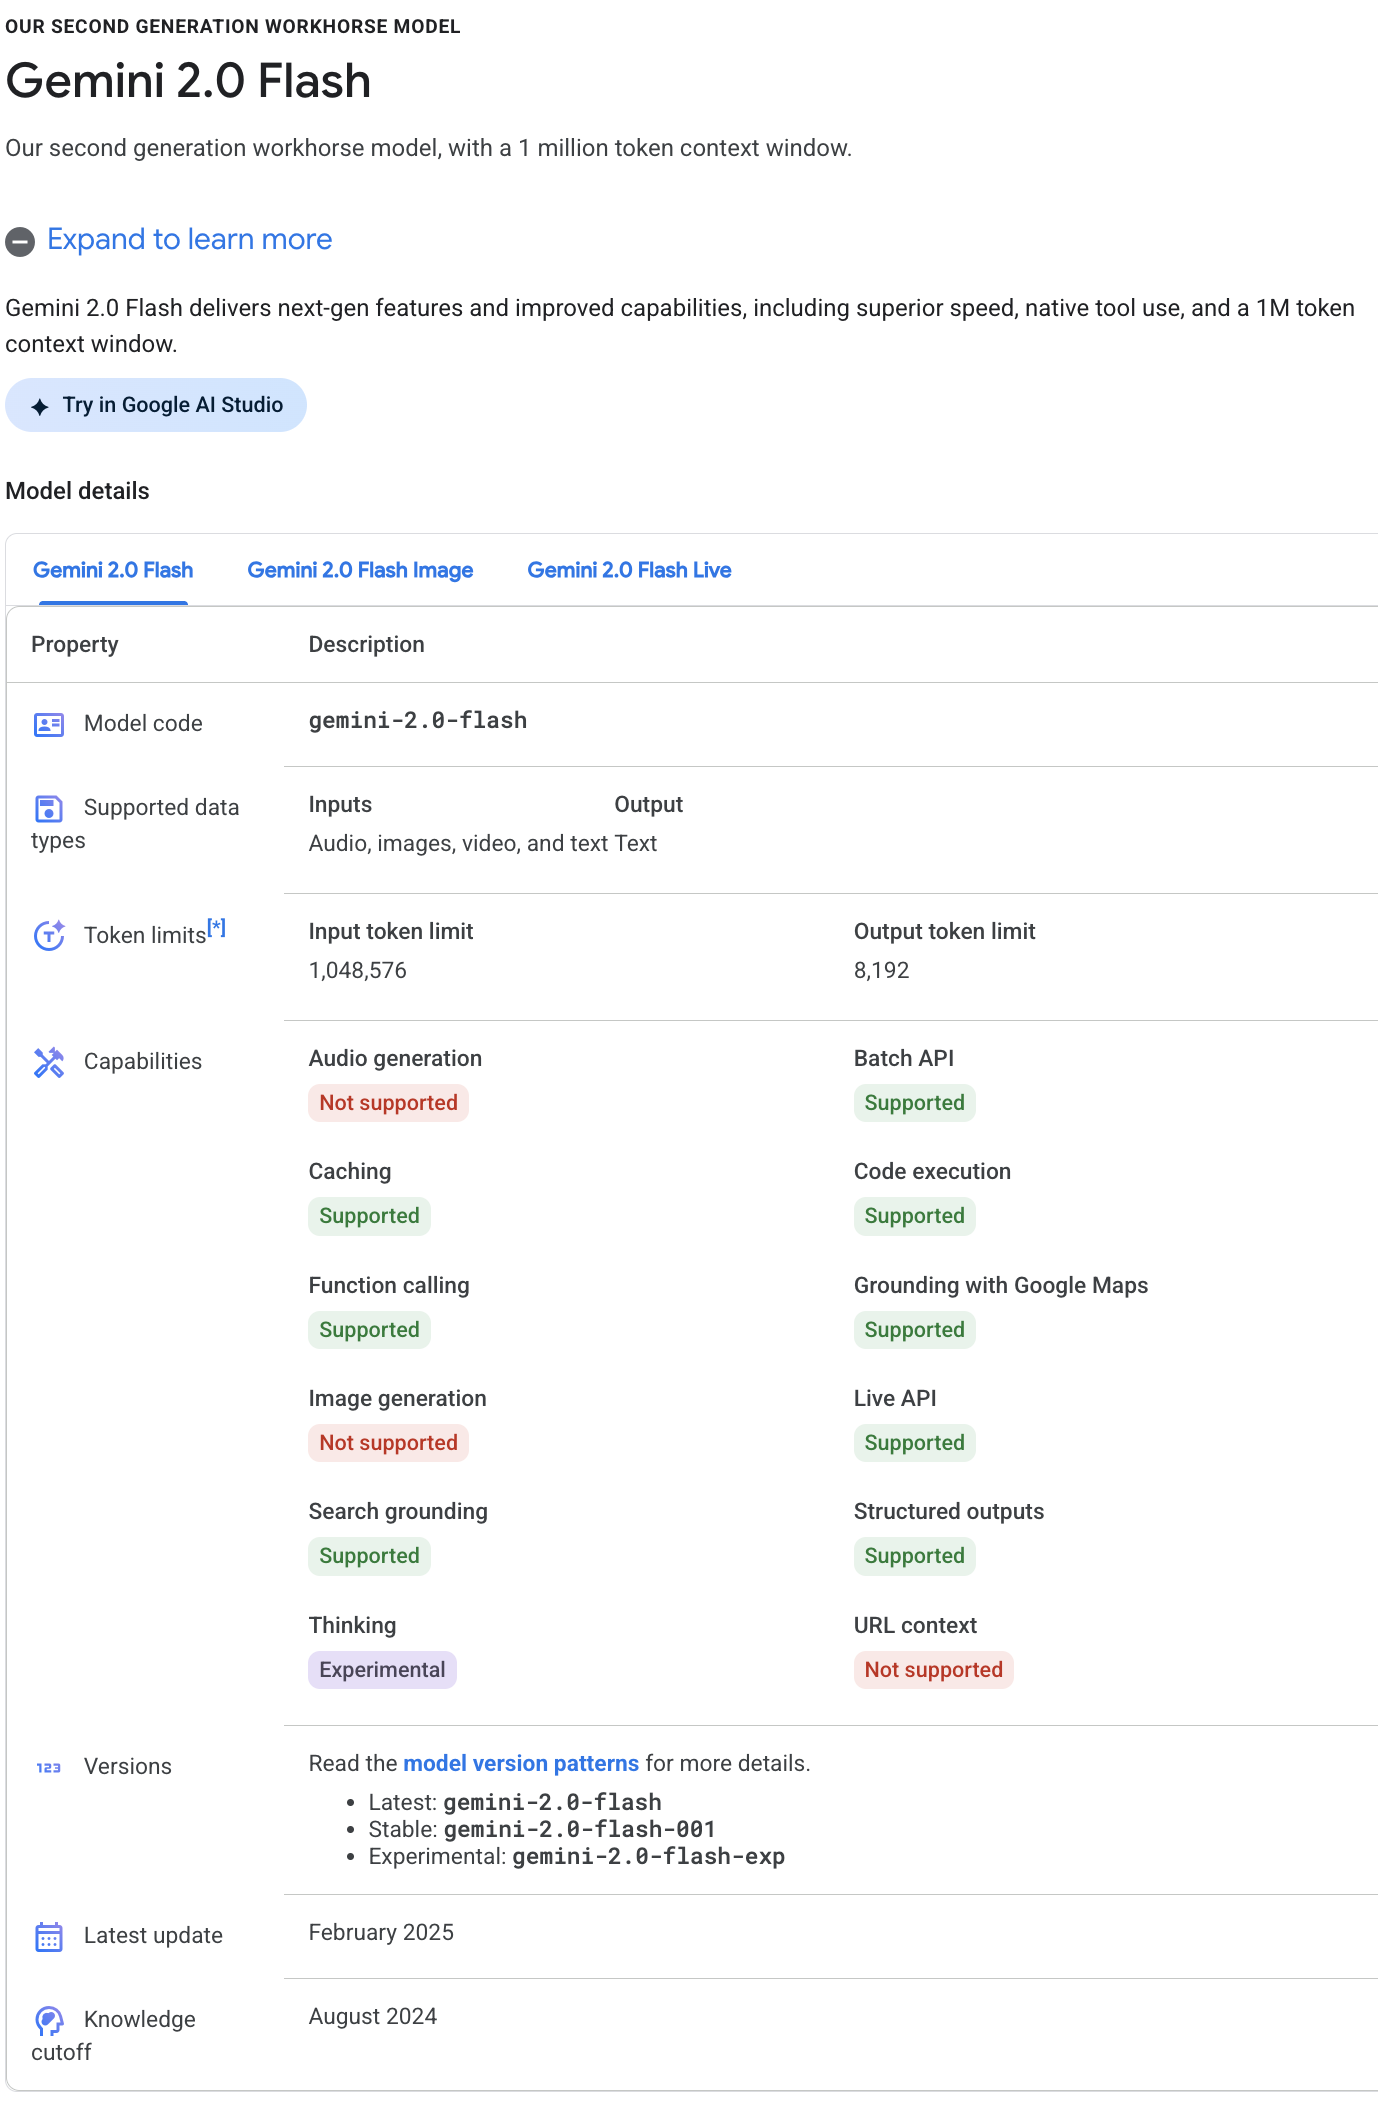 OUR SECOND GENERATION WORKHORSE MODEL
Gemini 2.0 Flash
Our second generation workhorse model, with a 1 million token context window.
Expand to learn more
Gemini 2.0 Flash delivers next-gen features and improved capabilities, including superior speed, native tool use, and a 1M token
context window.
Try in Google AI Studio
Model details
Gemini 2.0 Flash Gemini 2.0 Flash Image Gemini 2.0 Flash Live
Property Description
Model code gemini-2.0-flash
Supported data
types
Inputs Output
Audio, images, video, and text Text
Token limits[*]
Input token limit Output token limit
1,048,576 8,192
Capabilities
Audio generation Batch API
Not supported Supported
Caching Code execution
Supported Supported
Function calling Grounding with Google Maps
Supported Supported
Image generation Live API
Not supported Supported
Search grounding Structured outputs
Supported Supported
Thinking URL context
Experimental Not supported
123 Versions
Read the model version patterns for more details.
• Latest: gemini-2.0-flash
• Stable: gemini-2.0-flash-001
• Experimental: gemini-2.0-flash-exp
Latest update February 2025
Knowledge
cutoff
August 2024